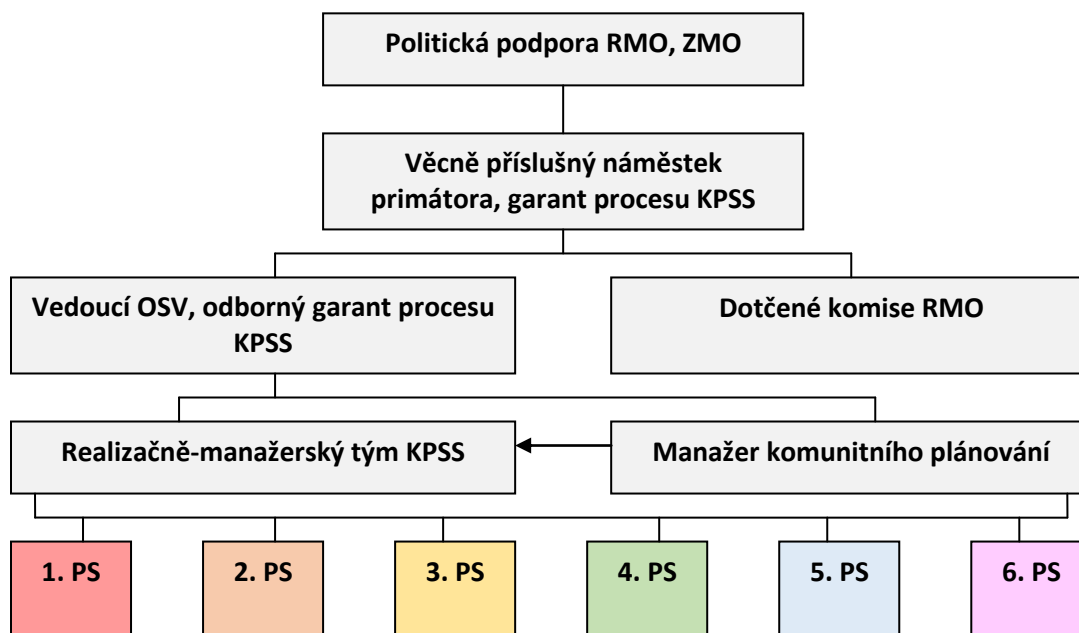 Politická podpora RMO, ZMO
Věcně příslušný náměstek
primátora, garant procesu KPSS
Vedoucí OSV, odborný garant procesu
KPSS
Dotčené komise RMO
Realizačně-manažerský tým KPSS
Manažer komunitního plánování
1. PS
2. PS
3. PS
4. PS
5. PS
6. PS